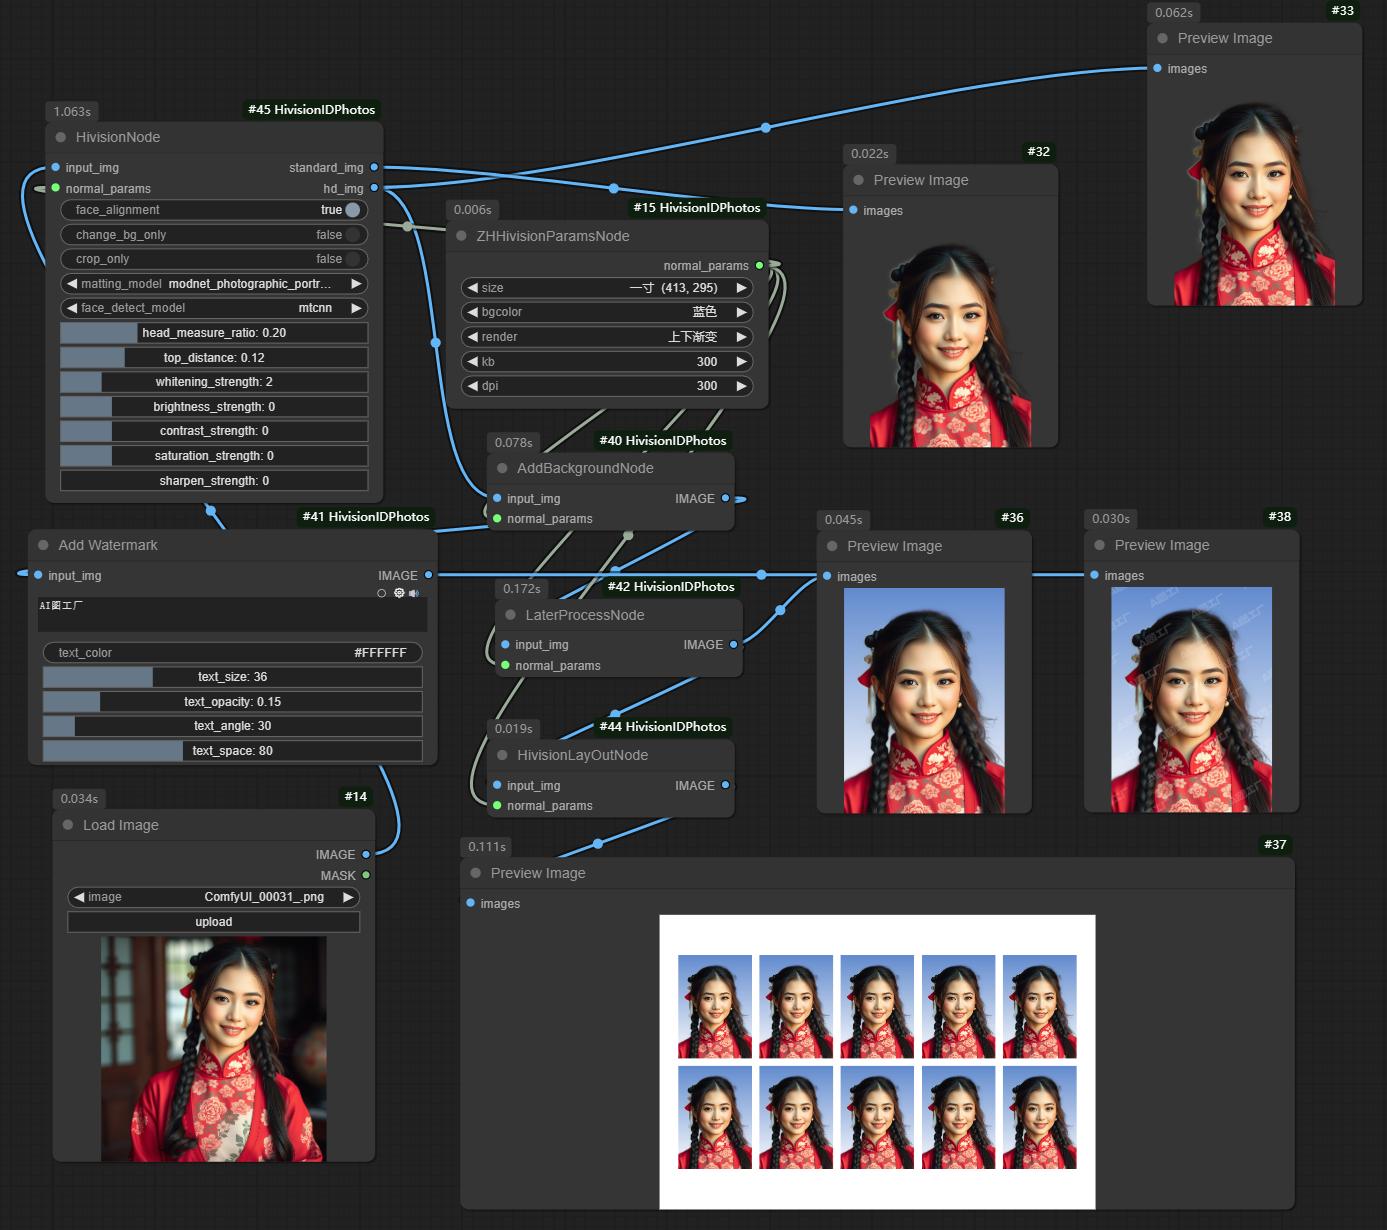 0.062s
#33
Preview Image
images
1.063s
#45 HivisionIDPhotos
HivisionNode
input_img
standard_img
normal_params
hd_img
face_alignment
true
change_bg_only
false
crop_only
false
matting_model
modnet_photographic_portr...
face_detect_model
mtcnn
head_measure_ratio: 0.20
top_distance: 0.12
whitening_strength: 2
brightness_strength: 0
contrast_strength: 0
saturation_strength: 0
sharpen_strength: 0
0.022s
#32
Preview Image
images
0.006s
#15 HivisionIDPhotos
ZHHivisionParamsNode
normal_params
size
一寸 (413, 295)
bgcolor
蓝色
render
上下渐变
kb
300
dpi
300
0.078s
#40 HivisionIDPhotos
AddBackgroundNode
input_img
IMAGE
normal_params
#41 HivisionIDPhotos
Add Watermark
input_img
IMAGE
AI图工厂
text_color
#FFFFFF
text_size: 36
text_opacity: 0.15
text_angle: 30
text_space: 80
0.172s
#42 HivisionIDPhotos
LaterProcessNode
input_img
IMAGE
normal_params
0.045s
#36
Preview Image
images
0.030s
#38
Preview Image
images
0.019s
#44 HivisionIDPhotos
HivisionLayOutNode
input_img
IMAGE
normal_params
0.034s
#14
Load Image
IMAGE
MASK
image
ComfyUI_00031_.png
upload
0.111s
#37
Preview Image
images